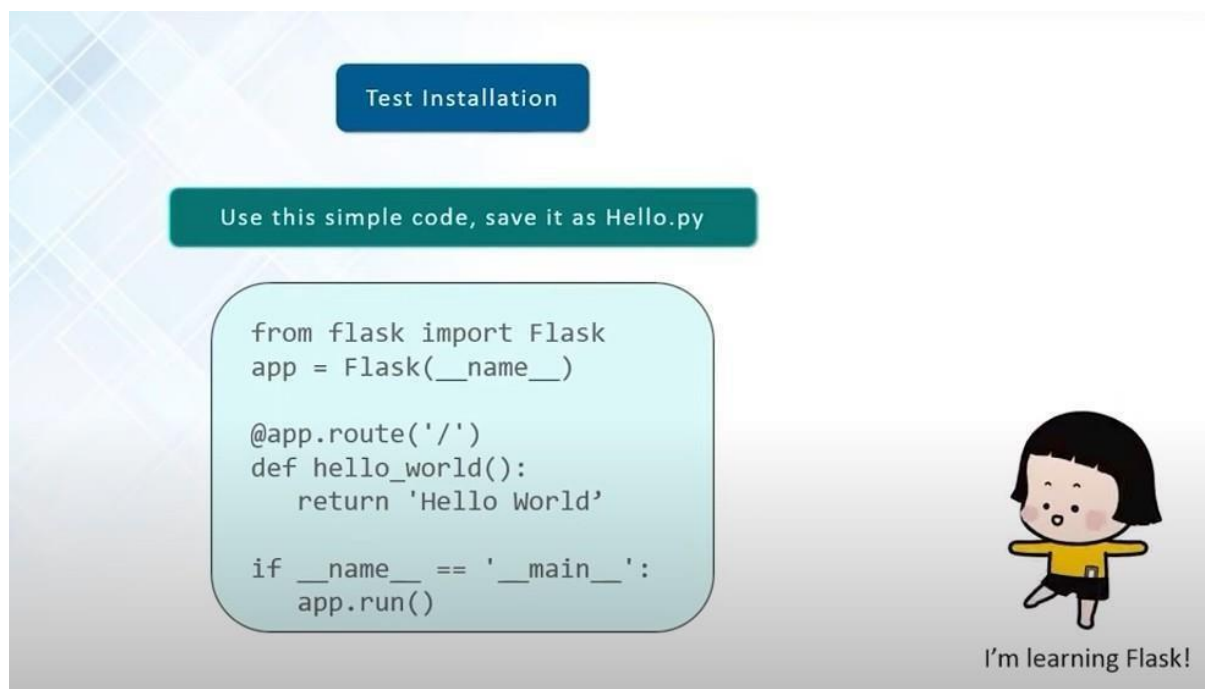 Test Installation
Use this simple code, save it as Hello.py
from flask import Flask
app = Flask(__name__)
@app.route('/')
def hello_world():
   return 'Hello World’
if __name__ == '__main__':
   app.run()
I’m learning Flask!